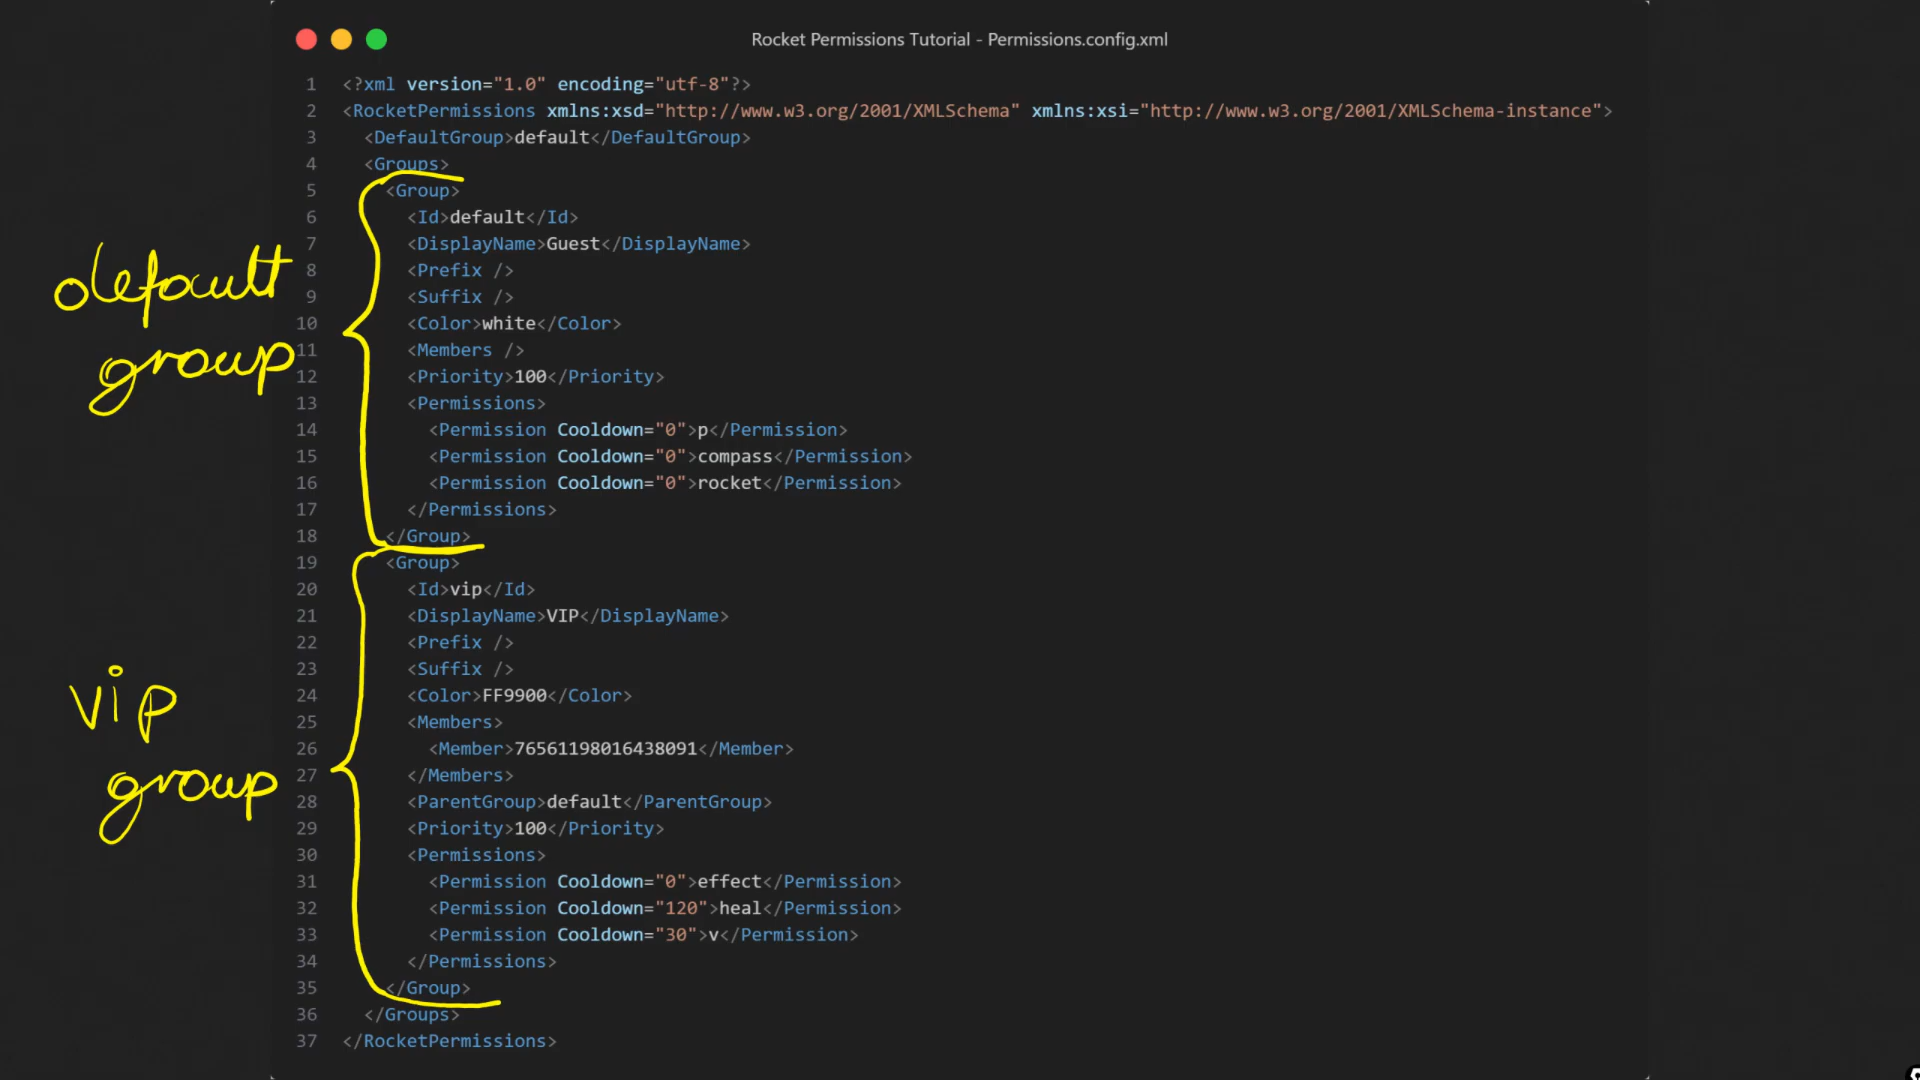 Rocket Permissions Tutorial - Permissions.config.xml
1 <?xml version="1.0" encoding="utf-8"?>
2 <RocketPermissions xmlns:xsd="http://www.w3.org/2001/XMLSchema" xmlns:xsi="http://www.w3.org/2001/XMLSchema-instance">
3 <DefaultGroup>default</DefaultGroup>
4 <Groups>
5 <Group>
6 <Id>default</Id>
7 <DisplayName>Guest</DisplayName>
8 <Prefix />
9 <Suffix />
10 <Color>white</Color>
11 <Members />
12 <Priority>100</Priority>
13 <Permissions>
14 <Permission Cooldown="0">p</Permission>
15 <Permission Cooldown="0">compass</Permission>
16 <Permission Cooldown="0">rocket</Permission>
17 </Permissions>
18 </Group>
19 <Group>
20 <Id>vip</Id>
21 <DisplayName>VIP</DisplayName>
22 <Prefix />
23 <Suffix />
24 <Color>FF9900</Color>
25 <Members>
26 <Member>76561198016438091</Member>
27 </Members>
28 <ParentGroup>default</ParentGroup>
29 <Priority>100</Priority>
30 <Permissions>
31 <Permission Cooldown="0">effect</Permission>
32 <Permission Cooldown="120">heal</Permission>
33 <Permission Cooldown="30">v</Permission>
34 </Permissions>
35 </Group>
36 </Groups>
37 </RocketPermissions>
default
group
vip
group